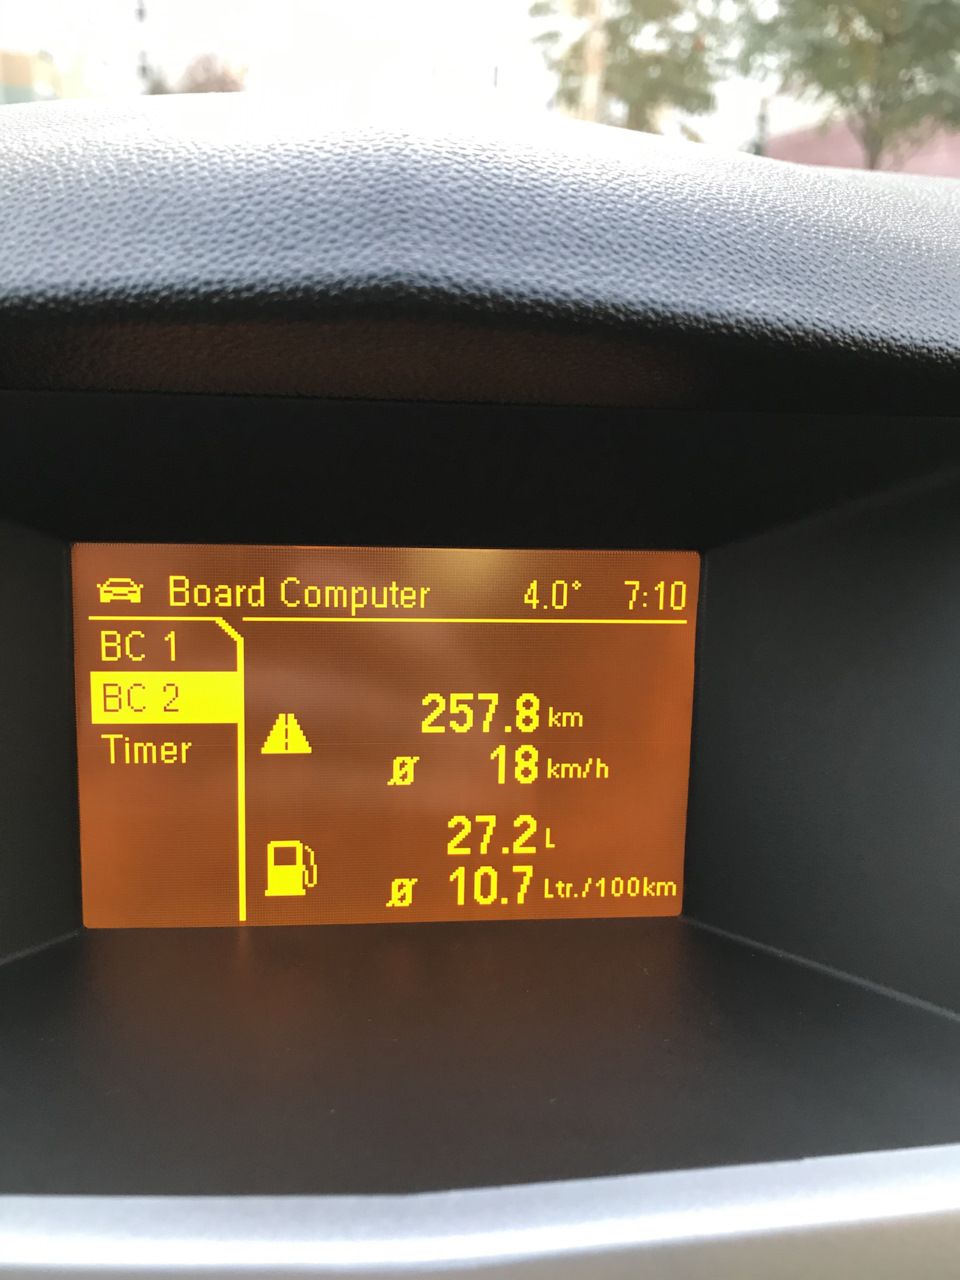 Board Computer 4.0° 7:10
BC 1
BC 2
Timer
257.8 km
Ø 18 km/h
27.2 L
Ø 10.7 Ltr./100km